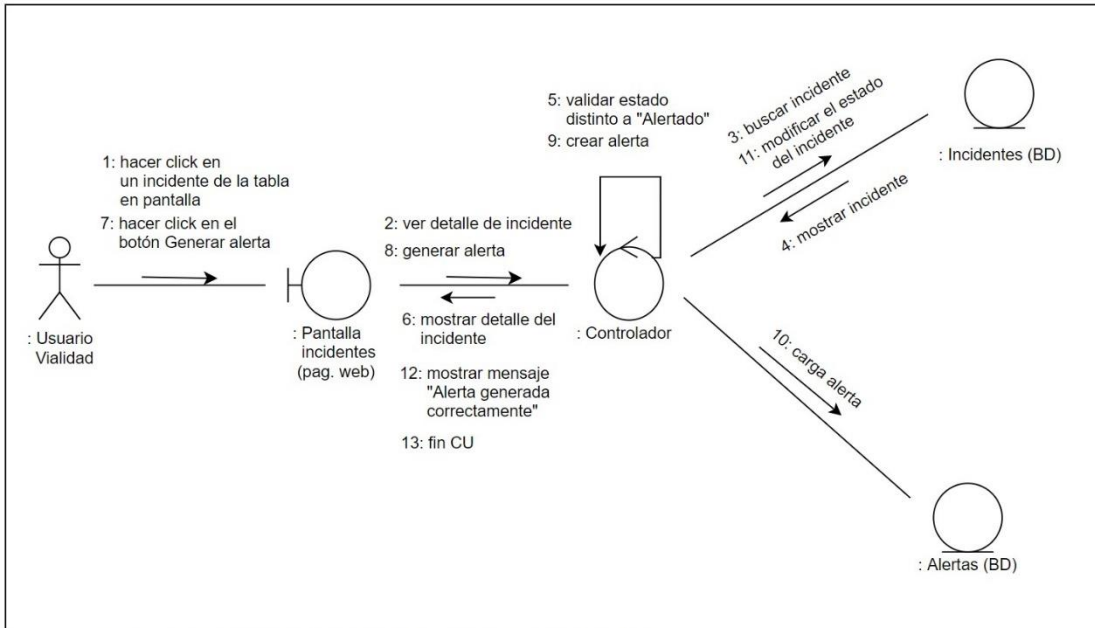 5: validar estado
distinto a "Alertado"
9: crear alerta
3: buscar incidente
11: modificar el estado
del incidente
4: mostrar incidente
: Incidentes (BD)
1: hacer click en
un incidente de la tabla
en pantalla
7: hacer click en el
botón Generar alerta
2: ver detalle de incidente
8: generar alerta
6: mostrar detalle del
incidente
12: mostrar mensaje
"Alerta generada
correctamente"
13: fin CU
: Usuario
Vialidad
: Pantalla
incidentes
(pag. web)
: Controlador
10: carga alerta
: Alertas (BD)